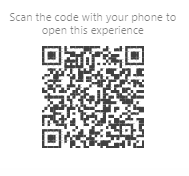 Scan the code with your phone to
open this experience